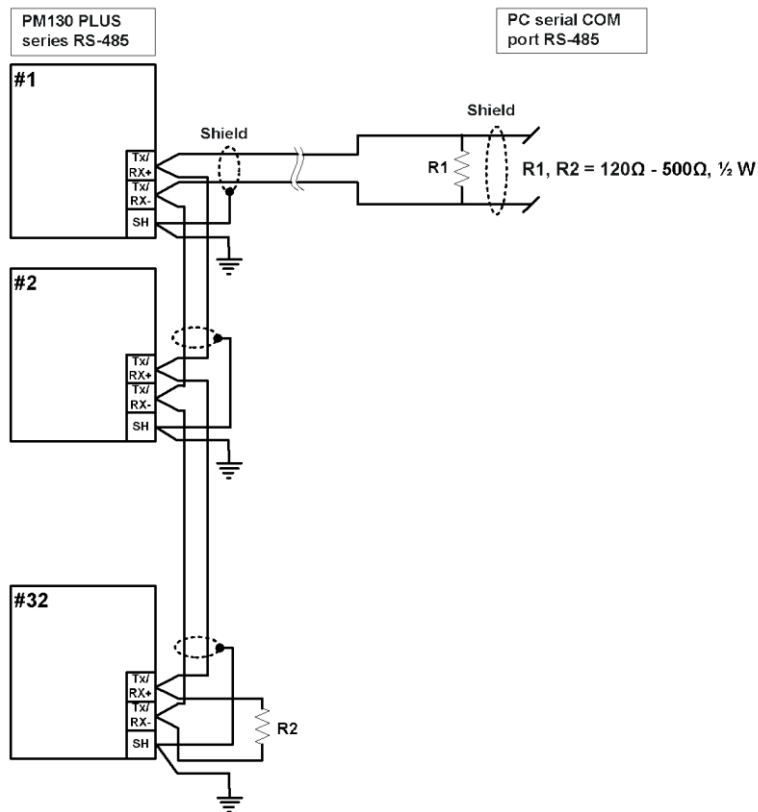 PM130 PLUS
series RS-485
PC serial COM
port RS-485
#1
Tx/
RX+
Tx/
RX-
SH
Shield
Shield
R1
R1, R2 = 120Ω - 500Ω, ½ W
#2
Tx/
RX+
Tx/
RX-
SH
#32
Tx/
RX+
Tx/
RX-
SH
R2